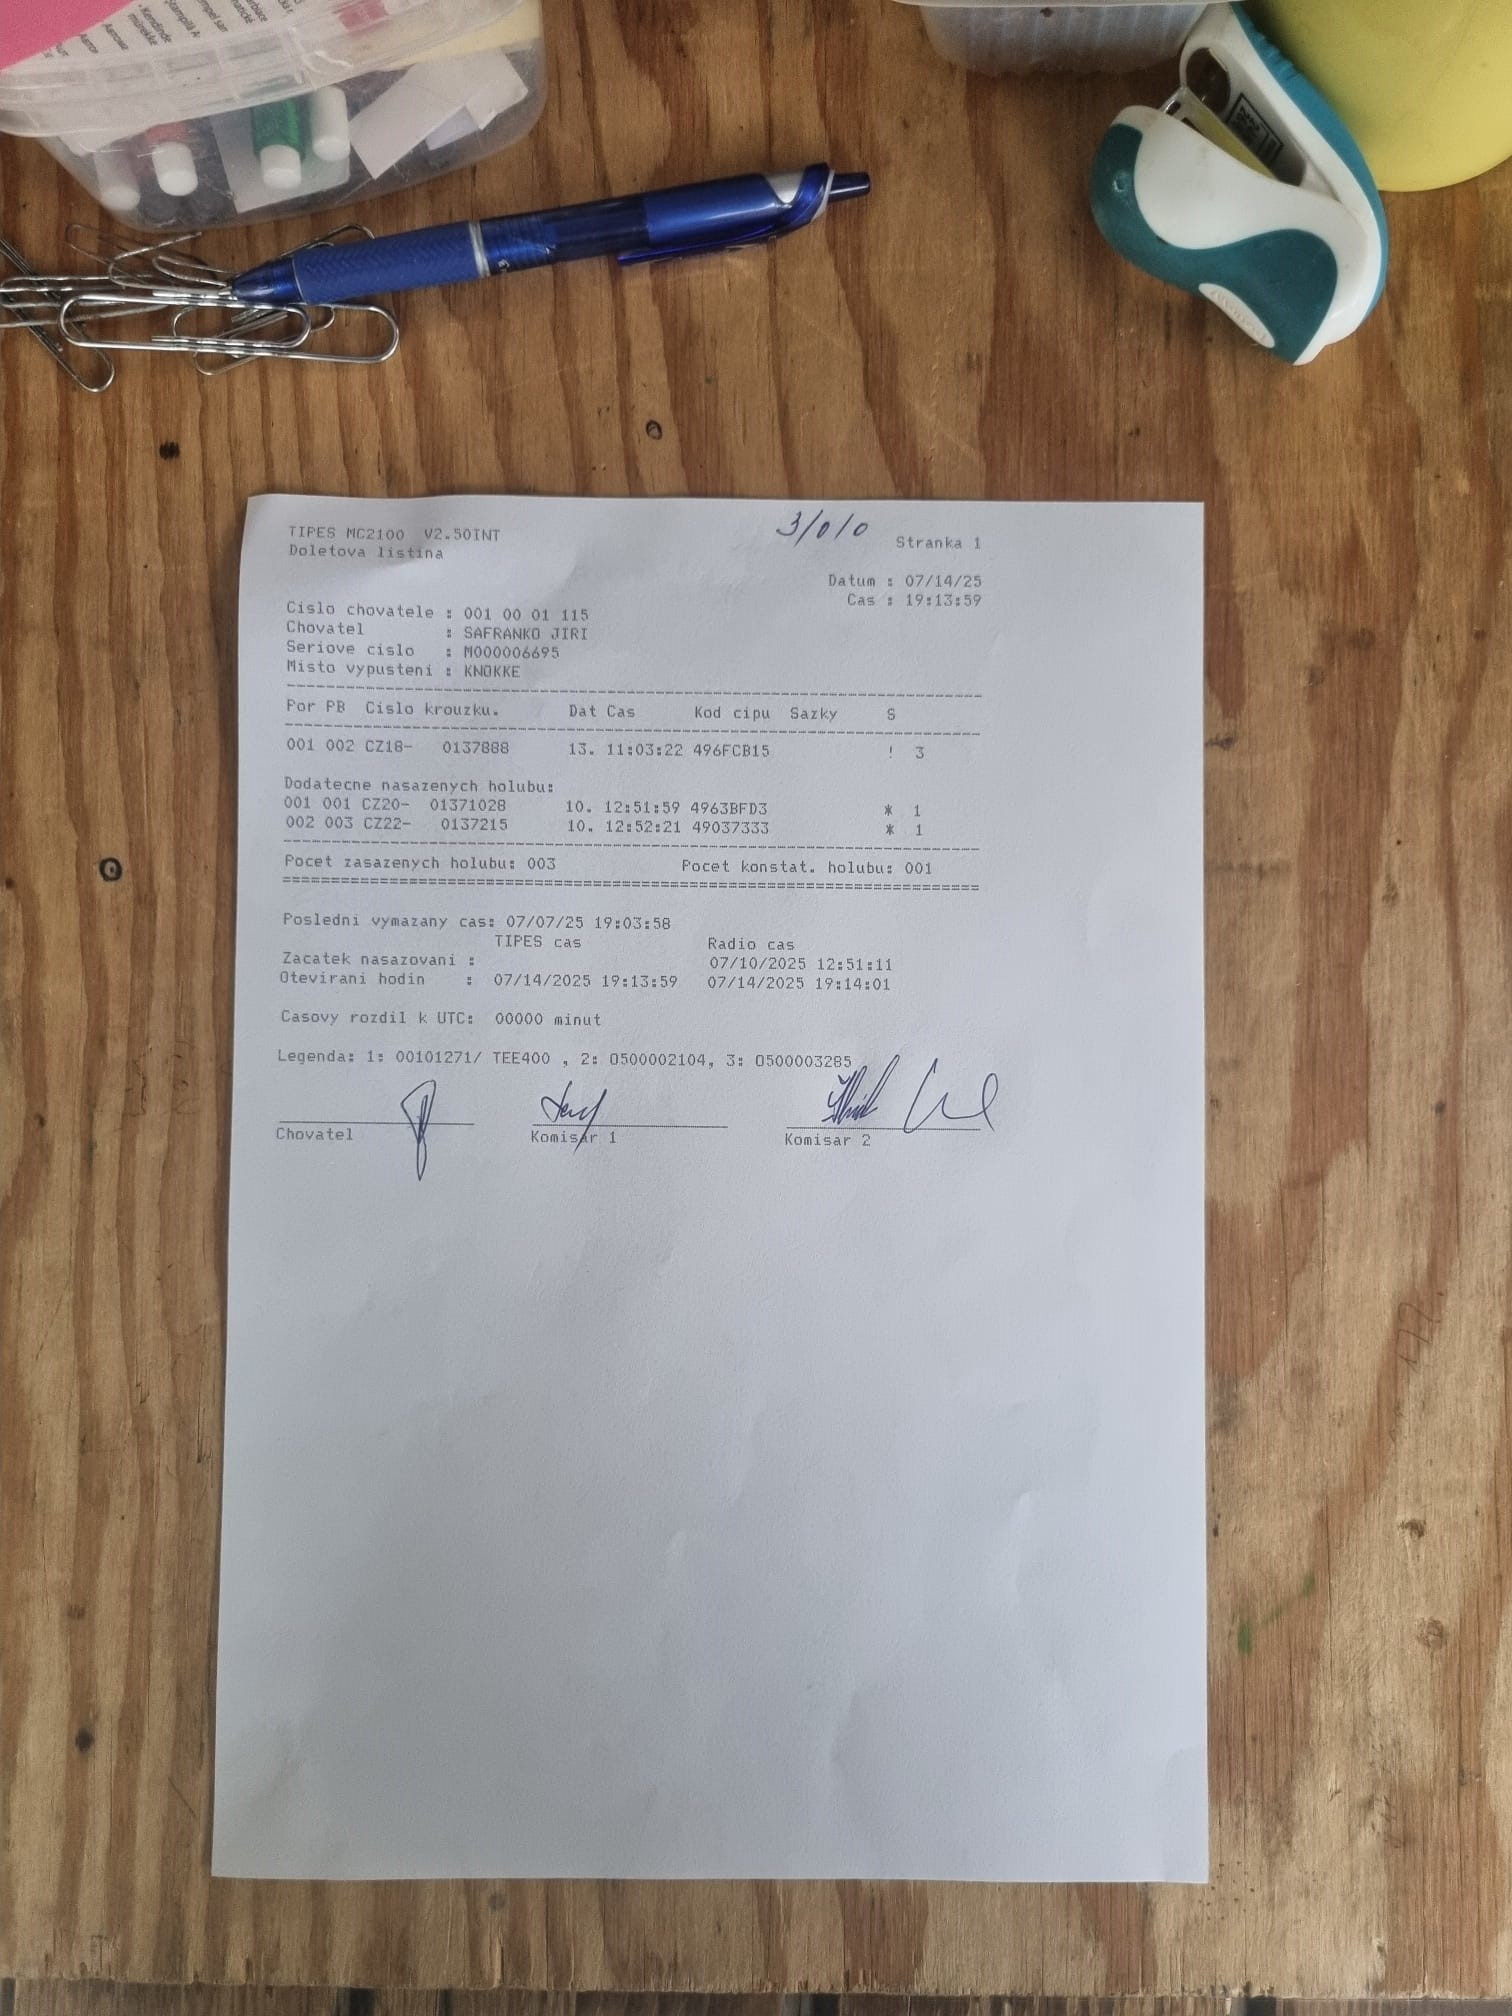 TIPES MC2100  V2.50INT
3/0/0
Doletova listina
Stranka 1
Datum : 07/14/25
Cas : 19:13:59
Cislo chovatele : 001 00 01 115
Chovatel : SAFRANKO JIRI
Seriove cislo : M000006695
Misto vypusteni : KNOKKE
Por PB  Cislo krouzku.  Dat Cas  Kod cipu  Sazky  S
001 002 CZ18-  0137888  13. 11:03:22 496FCB15  !  3
Dodatecne nasazenych holubu:
001 001 CZ20-  01371028  10. 12:51:59 4963BFD3  *  1
002 003 CZ22-  0137215  10. 12:52:21 49037333  *  1
Pocet zasazenych holubu: 003  Pocet konstat. holubu: 001
Posledni vymazany cas: 07/07/25 19:03:58
TIPES cas  Radio cas
Zacatek nasazovani :  07/10/2025 12:51:11
Otevirani hodin : 07/14/2025 19:13:59  07/14/2025 19:14:01
Casovy rozdil k UTC:  00000 minut
Legenda: 1: 00101271/ TEE400 , 2: 0500002104, 3: 0500003285
Chovatel  Komisar 1  Komisar 2